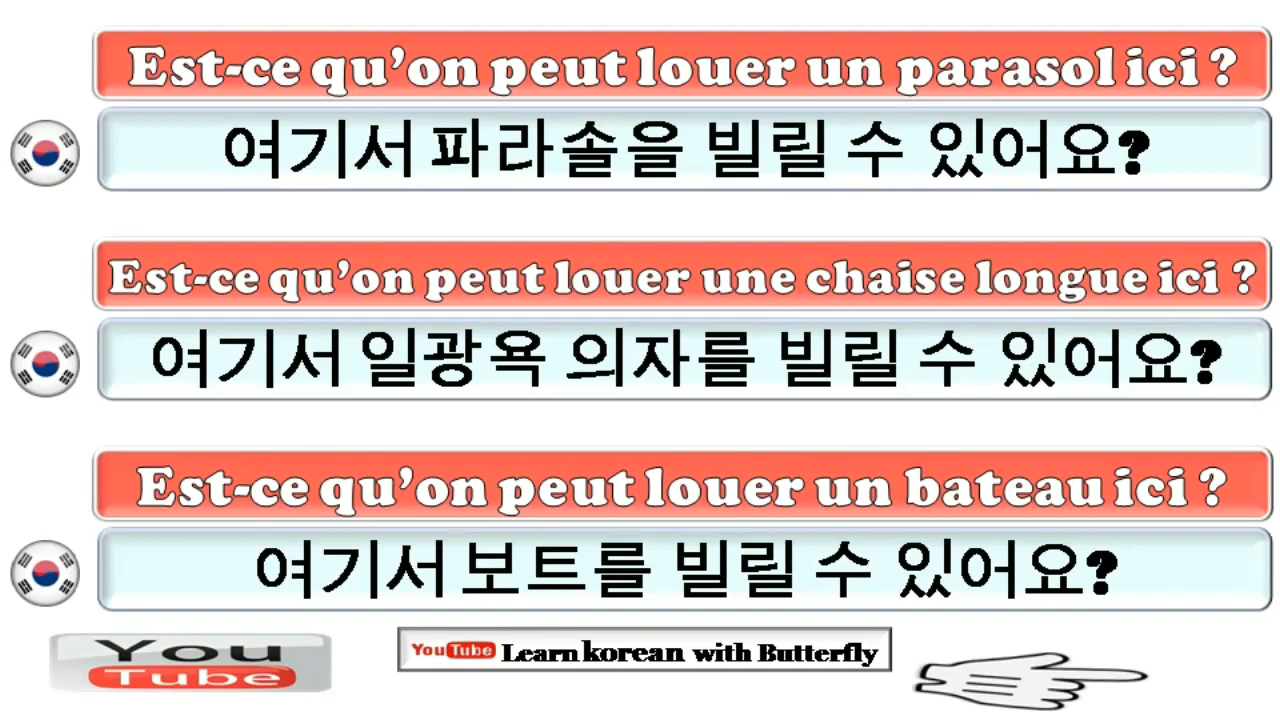 Est-ce qu’on peut louer un parasol ici ?
여기서 파라솔을 빌릴 수 있어요?
Est-ce qu’on peut louer une chaise longue ici ?
여기서 일광욕 의자를 빌릴 수 있어요?
Est-ce qu’on peut louer un bateau ici ?
여기서 보트를 빌릴 수 있어요?
You
Tube
YouTube Learn korean with Butterfly